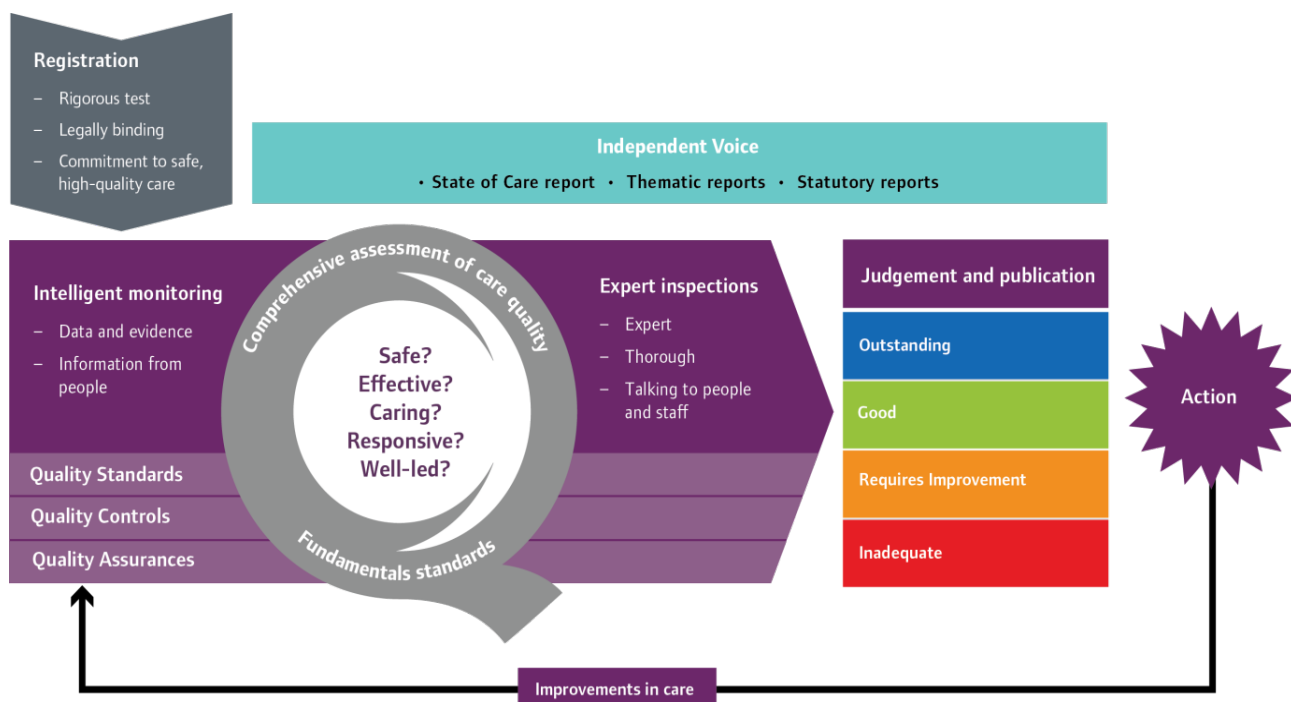 Registration
– Rigorous test
– Legally binding
– Commitment to safe,
high-quality care
Independent Voice
• State of Care report • Thematic reports • Statutory reports
Intelligent monitoring
– Data and evidence
– Information from
people
Comprehensive assessment of care quality
Safe?
Effective?
Caring?
Responsive?
Well-led?
Fundamentals standards
Expert inspections
– Expert
– Thorough
– Talking to people
and staff
Quality Standards
Quality Controls
Quality Assurances
Judgement and publication
Outstanding
Good
Requires Improvement
Inadequate
Action
Improvements in care